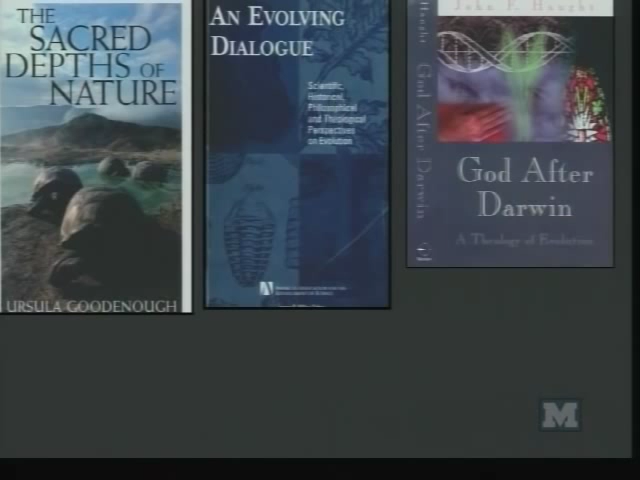 THE
SACRED
DEPTHS OF
NATURE
URSULA GOODENOUGH
AN EVOLVING
DIALOGUE
Scientific,
Historical,
Philosophical
and Theological
Perspectives
on Evolution
John F. Haught
Haught
God After Darwin
God After
Darwin
A Theology of Evolution
M